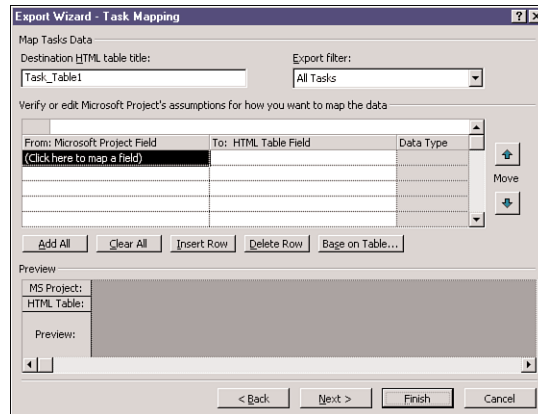 Export Wizard - Task Mapping
Map Tasks Data
Destination HTML table title:
Export filter:
Task_Table1
All Tasks
Verify or edit Microsoft Project's assumptions for how you want to map the data
From: Microsoft Project Field To: HTML Table Field Data Type
(Click here to map a field)
Move
Add All Clear All Insert Row Delete Row Base on Table...
Preview
MS Project:
HTML Table:
Preview:
< Back Next > Finish Cancel